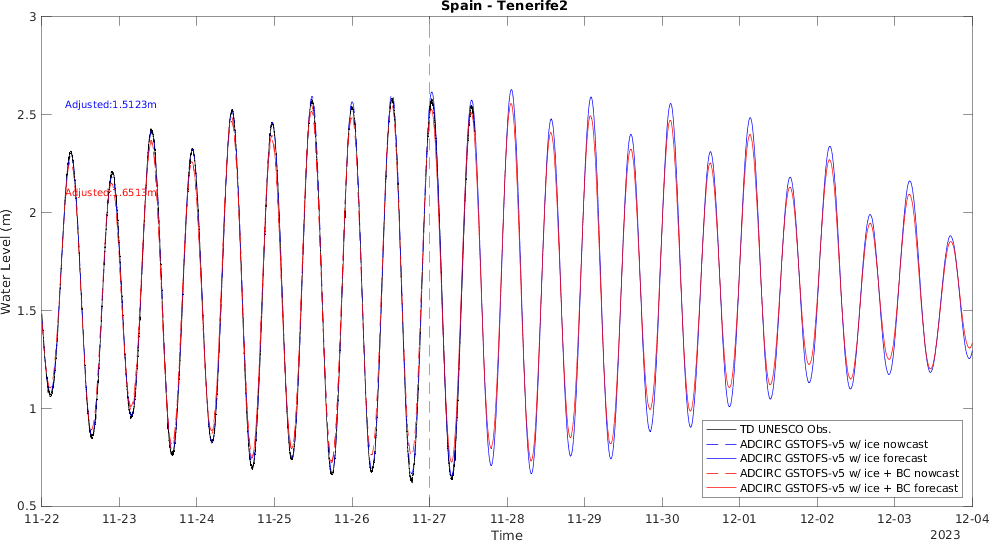 Spain - Tenerife2
3
2.5
2
1.5
1
0.5
Water Level (m)
Adjusted:1.5123m
Adjusted:1.6513m
TD UNESCO Obs.
ADCIRC GSTOFS-v5 w/ ice nowcast
ADCIRC GSTOFS-v5 w/ ice forecast
ADCIRC GSTOFS-v5 w/ ice + BC nowcast
ADCIRC GSTOFS-v5 w/ ice + BC forecast
11-22 11-23 11-24 11-25 11-26 11-27 11-28 11-29 11-30 12-01 12-02 12-03 12-04
Time
2023